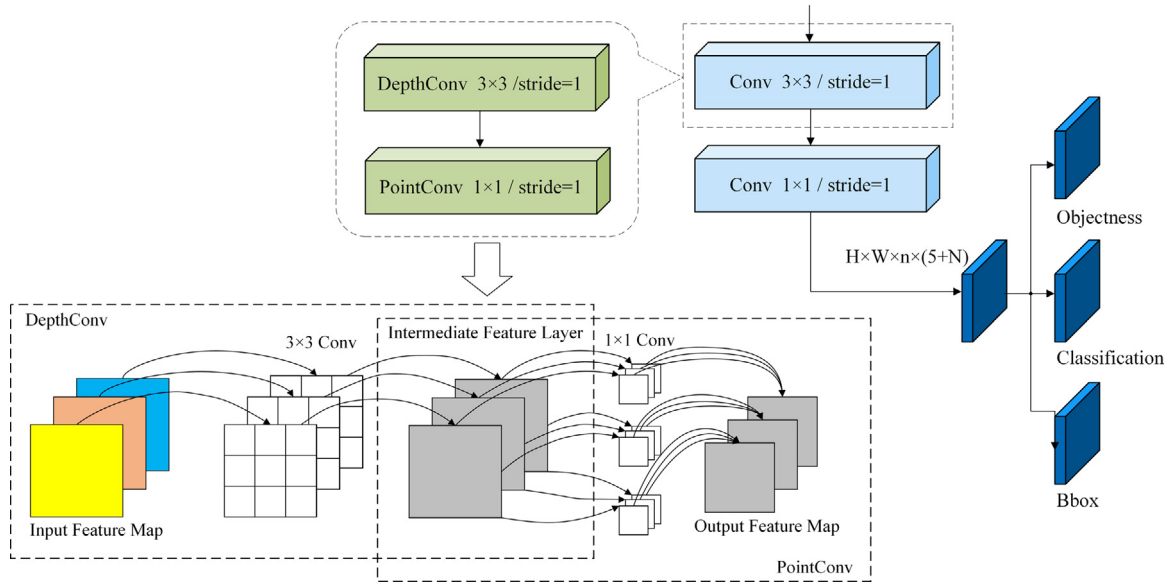 DepthConv 3×3 /stride=1
Conv 3×3 / stride=1
PointConv 1×1 / stride=1
Conv 1×1 / stride=1
Objectness
H×W×n×(5+N)
Classification
Bbox
DepthConv
Intermediate Feature Layer
3×3 Conv
1×1 Conv
Input Feature Map
Output Feature Map
PointConv